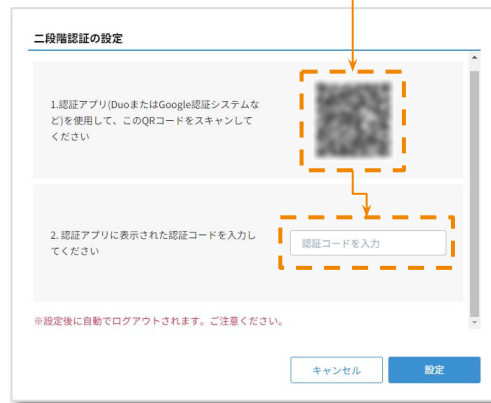 二段階認証の設定
1.認証アプリ(DuoまたはGoogle認証システムな
ど)を使用して、このQRコードをスキャンして
ください
2. 認証アプリに表示された認証コードを入力し
てください
認証コードを入力
※設定後に自動でログアウトされます。ご注意ください。
キャンセル
設定